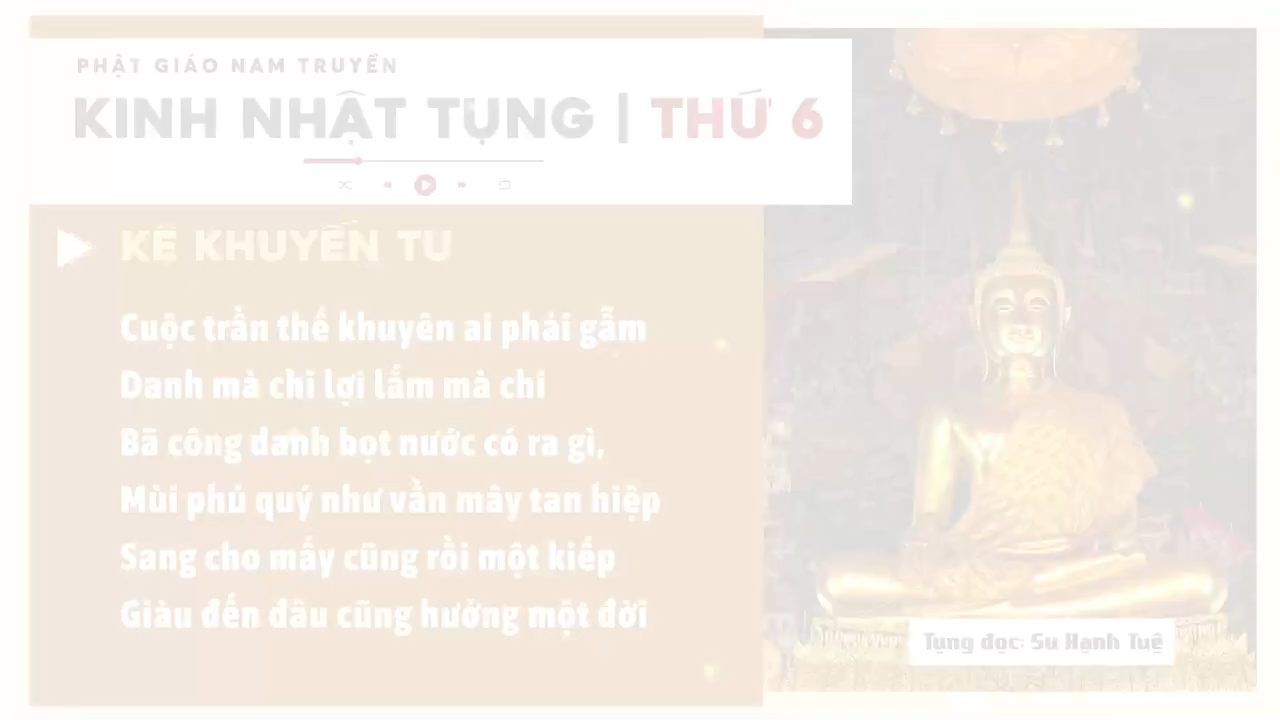 PHẬT GIÁO NAM TRUYỀN
KINH NHẬT TỤNG | THỨ 6
KỆ KHUYẾN TU
Cuộc trần thế khuyên ai phải gẫm
Danh mà chi lợi lắm mà chi
Bã công danh bọt nước có ra gì,
Mùi phú quý như vần mây tan hiệp
Sang cho mấy cũng rồi một kiếp
Giàu đến đâu cũng hưởng một đời
Tụng đọc: Sư Hạnh Tuệ